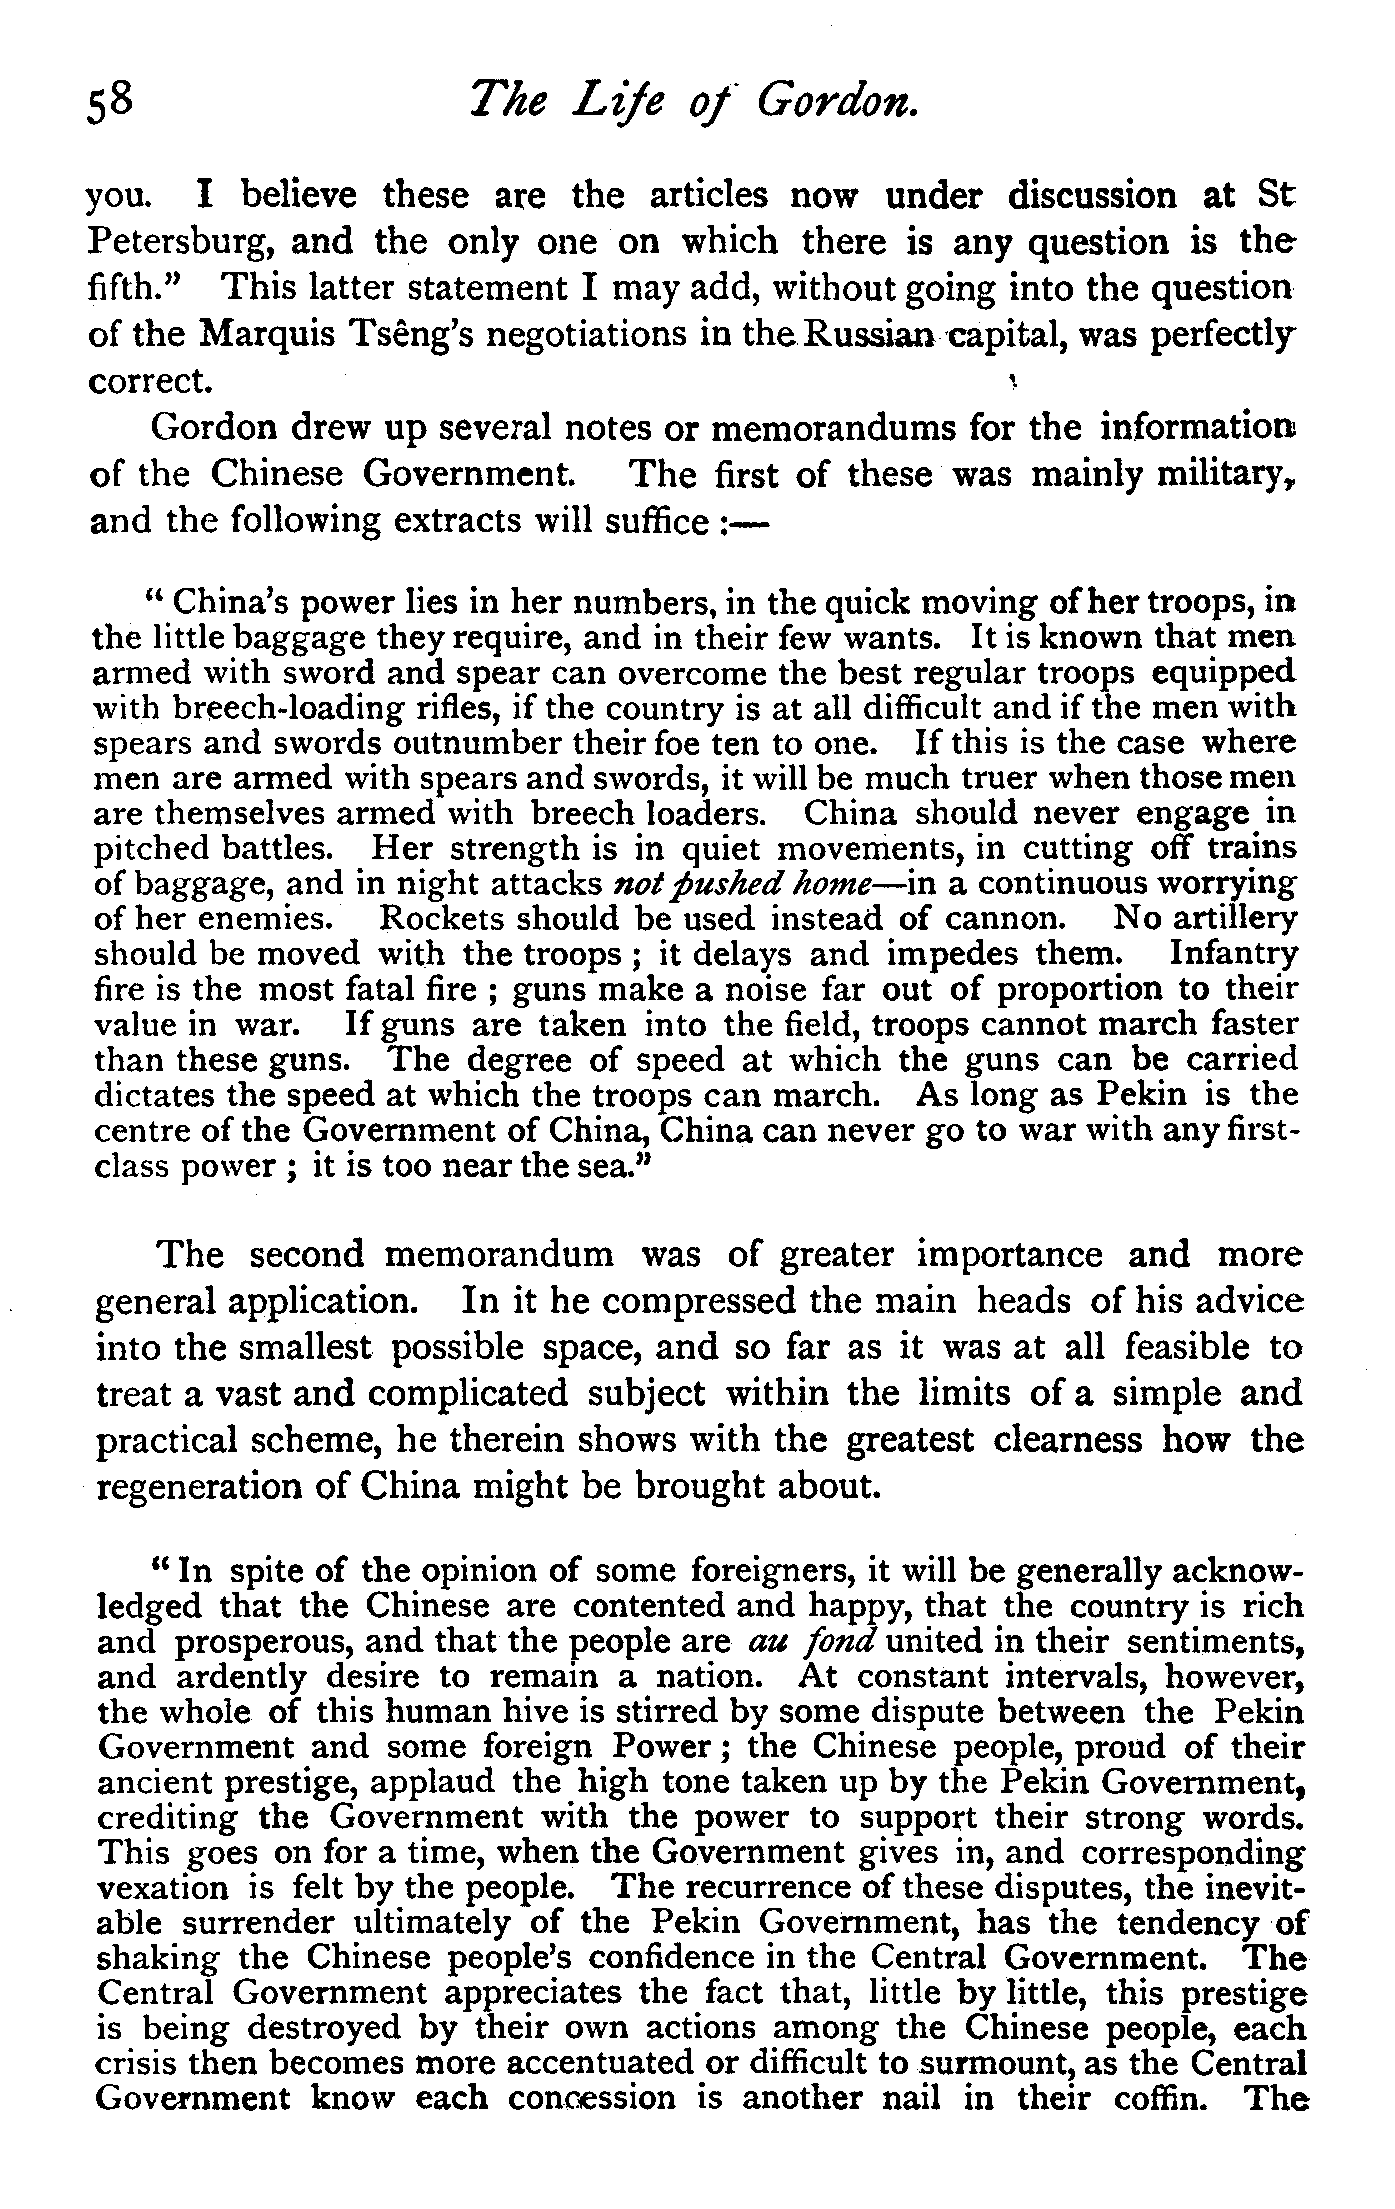 58 The Life of Gordon.
you. I believe these are the articles now under discussion at St
Petersburg, and the only one on which there is any question is the
fifth.” This latter statement I may add, without going into the question
of the Marquis Tsêng's negotiations in the Russian capital, was perfectly
correct.
Gordon drew up several notes or memorandums for the information
of the Chinese Government. The first of these was mainly military,
and the following extracts will suffice :—
“ China's power lies in her numbers, in the quick moving of her troops, in
the little baggage they require, and in their few wants. It is known that men
armed with sword and spear can overcome the best regular troops equipped
with breech-loading rifles, if the country is at all difficult and if the men with
spears and swords outnumber their foe ten to one. If this is the case where
men are armed with spears and swords, it will be much truer when those men
are themselves armed with breech loaders. China should never engage in
pitched battles. Her strength is in quiet movements, in cutting off trains
of baggage, and in night attacks not pushed home—in a continuous worrying
of her enemies. Rockets should be used instead of cannon. No artillery
should be moved with the troops ; it delays and impedes them. Infantry
fire is the most fatal fire ; guns make a noise far out of proportion to their
value in war. If guns are taken into the field, troops cannot march faster
than these guns. The degree of speed at which the guns can be carried
dictates the speed at which the troops can march. As long as Pekin is the
centre of the Government of China, China can never go to war with any first-
class power ; it is too near the sea.”
The second memorandum was of greater importance and more
general application. In it he compressed the main heads of his advice
into the smallest possible space, and so far as it was at all feasible to
treat a vast and complicated subject within the limits of a simple and
practical scheme, he therein shows with the greatest clearness how the
regeneration of China might be brought about.
“ In spite of the opinion of some foreigners, it will be generally acknow-
ledged that the Chinese are contented and happy, that the country is rich
and prosperous, and that the people are au fond united in their sentiments,
and ardently desire to remain a nation. At constant intervals, however,
the whole of this human hive is stirred by some dispute between the Pekin
Government and some foreign Power ; the Chinese people, proud of their
ancient prestige, applaud the high tone taken up by the Pekin Government,
crediting the Government with the power to support their strong words.
This goes on for a time, when the Government gives in, and corresponding
vexation is felt by the people. The recurrence of these disputes, the inevit-
able surrender ultimately of the Pekin Government, has the tendency of
shaking the Chinese people's confidence in the Central Government. The
Central Government appreciates the fact that, little by little, this prestige
is being destroyed by their own actions among the Chinese people, each
crisis then becomes more accentuated or difficult to surmount, as the Central
Government know each concession is another nail in their coffin. The